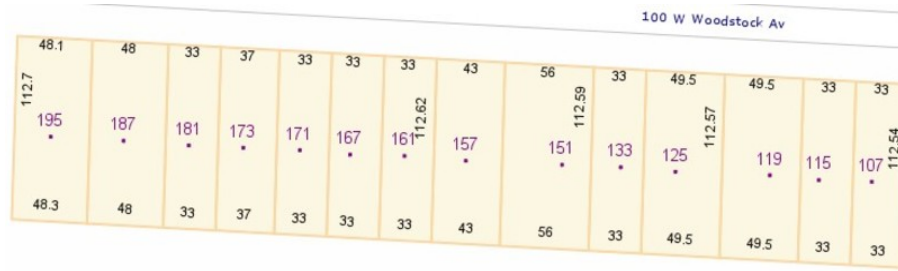 100 W Woodstock Av
48.1 48 33 37 33 33 33 43 56 33 49.5 49.5 33 33
112.7 112.62 112.59 112.57 112.54
195 187 181 173 171 167 161 157 151 133 125 119 115 107
48.3 48 33 37 33 33 33 43 56 33 49.5 49.5 33 33